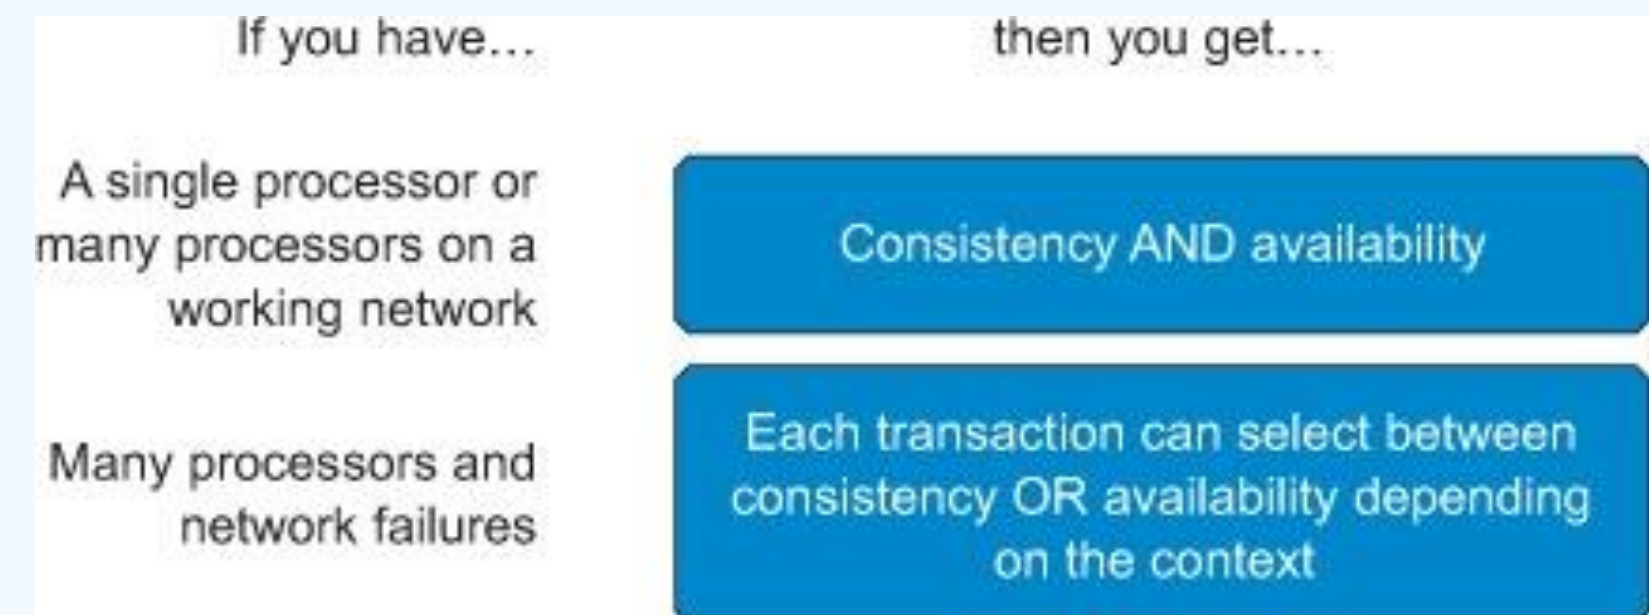 If you have...
then you get...
A single processor or
many processors on a
working network
Consistency AND availability
Many processors and
network failures
Each transaction can select between
consistency OR availability depending
on the context